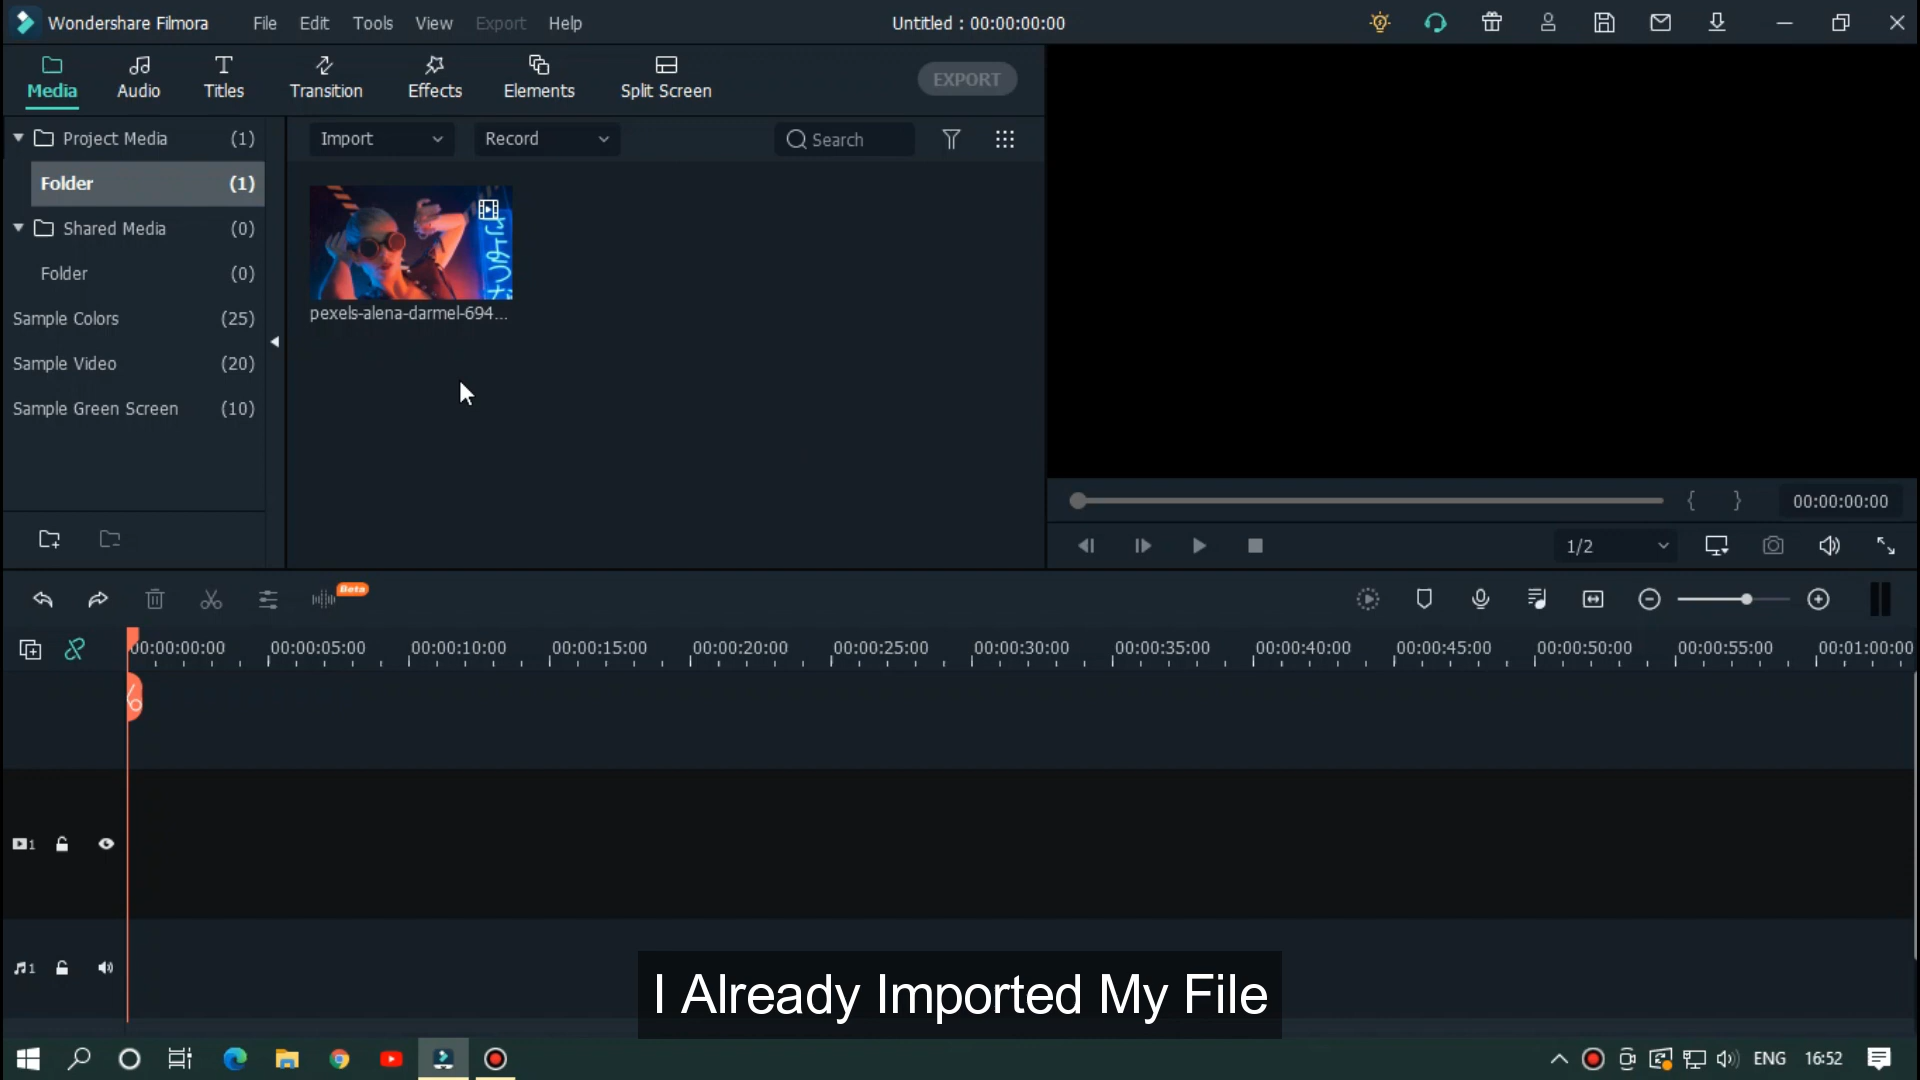 Wondershare Filmora
File Edit Tools View Export Help
Untitled : 00:00:00:00
Media Audio Titles Transition Effects Elements Split Screen
EXPORT
Project Media (1)
Folder (1)
Shared Media (0)
Folder (0)
Sample Colors (25)
Sample Video (20)
Sample Green Screen (10)
Import Record Search
pexels-alena-darmel-694...
{ } 00:00:00:00
1/2
Beta
00:00:00:00 00:00:05:00 00:00:10:00 00:00:15:00 00:00:20:00 00:00:25:00 00:00:30:00 00:00:35:00 00:00:40:00 00:00:45:00 00:00:50:00 00:00:55:00 00:01:00:00
1
1
I Already Imported My File
ENG 16:52